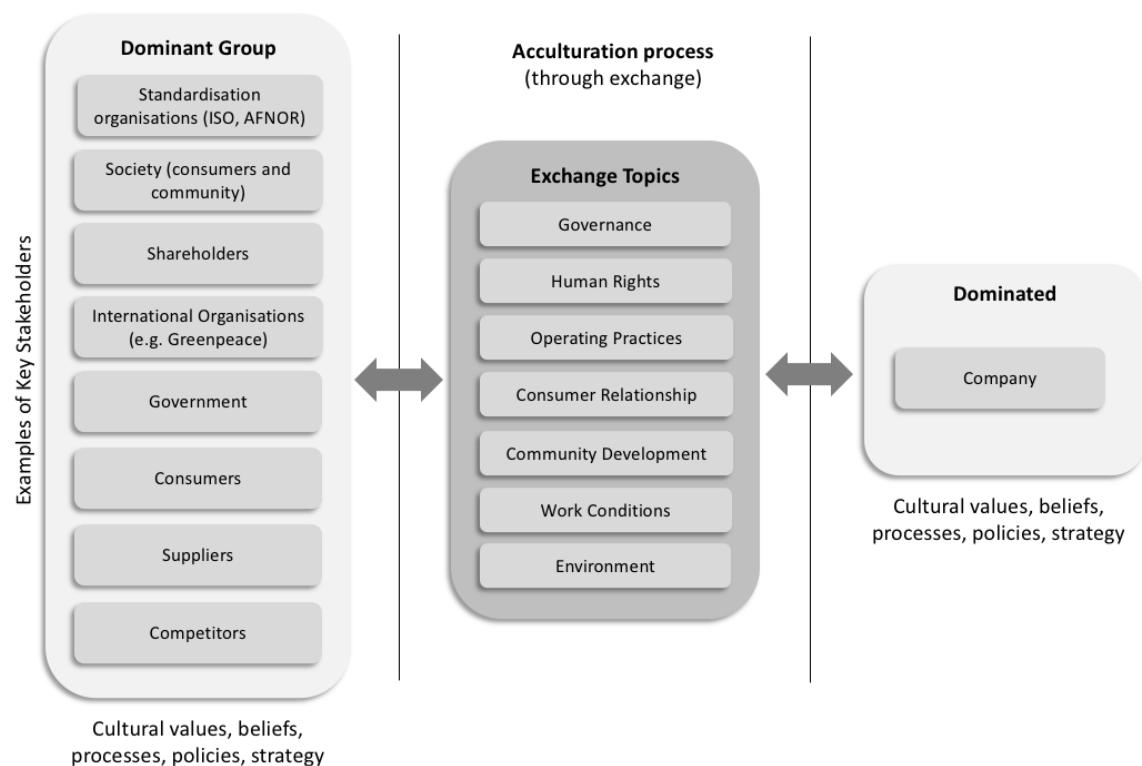 Examples of Key Stakeholders
Dominant Group
Standardisation
organisations (ISO, AFNOR)
Society (consumers and
community)
Shareholders
International Organisations
(e.g. Greenpeace)
Government
Consumers
Suppliers
Competitors
Cultural values, beliefs,
processes, policies, strategy
Acculturation process
(through exchange)
Exchange Topics
Governance
Human Rights
Operating Practices
Consumer Relationship
Community Development
Work Conditions
Environment
Dominated
Company
Cultural values, beliefs,
processes, policies, strategy